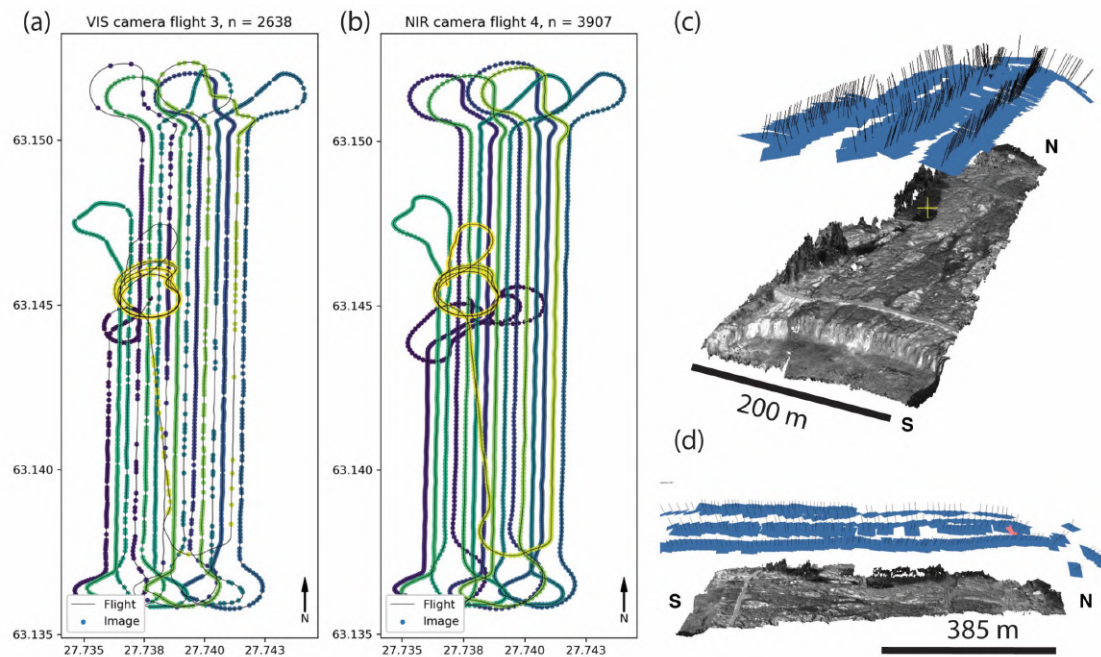 (a)
VIS camera flight 3, n = 2638
63.150
63.145
63.140
63.135
27.735
27.738
27.740
27.743
Flight
Image
N
(b)
NIR camera flight 4, n = 3907
63.150
63.145
63.140
63.135
27.735
27.738
27.740
27.743
Flight
Image
N
(c)
N
200 m
S
(d)
S
N
385 m